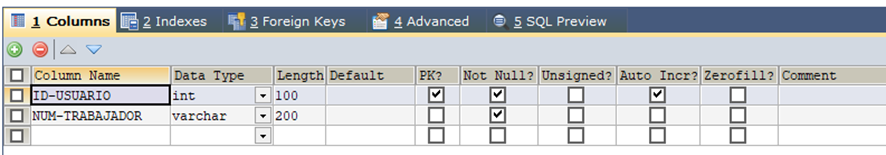 1 Columns 2 Indexes 3 Foreign Keys 4 Advanced 5 SQL Preview
Column Name Data Type Length Default PK? Not Null? Unsigned? Auto Incr? Zerofill? Comment
ID-USUARIO int 100
NUM-TRABAJADOR varchar 200